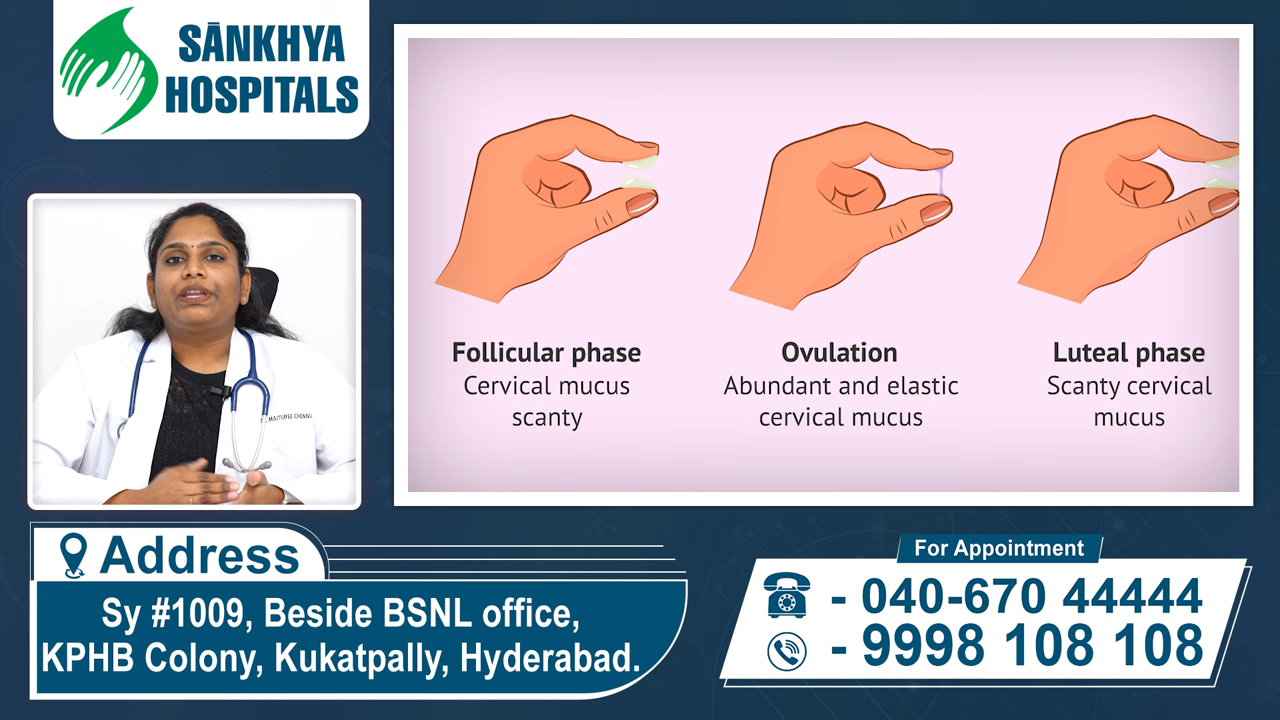 SĀNKHYA
HOSPITALS
Follicular phase
Cervical mucus
scanty
Ovulation
Abundant and elastic
cervical mucus
Luteal phase
Scanty cervical
mucus
Address
Sy #1009, Beside BSNL office,
KPHB Colony, Kukatpally, Hyderabad.
For Appointment
- 040-670 44444
- 9998 108 108